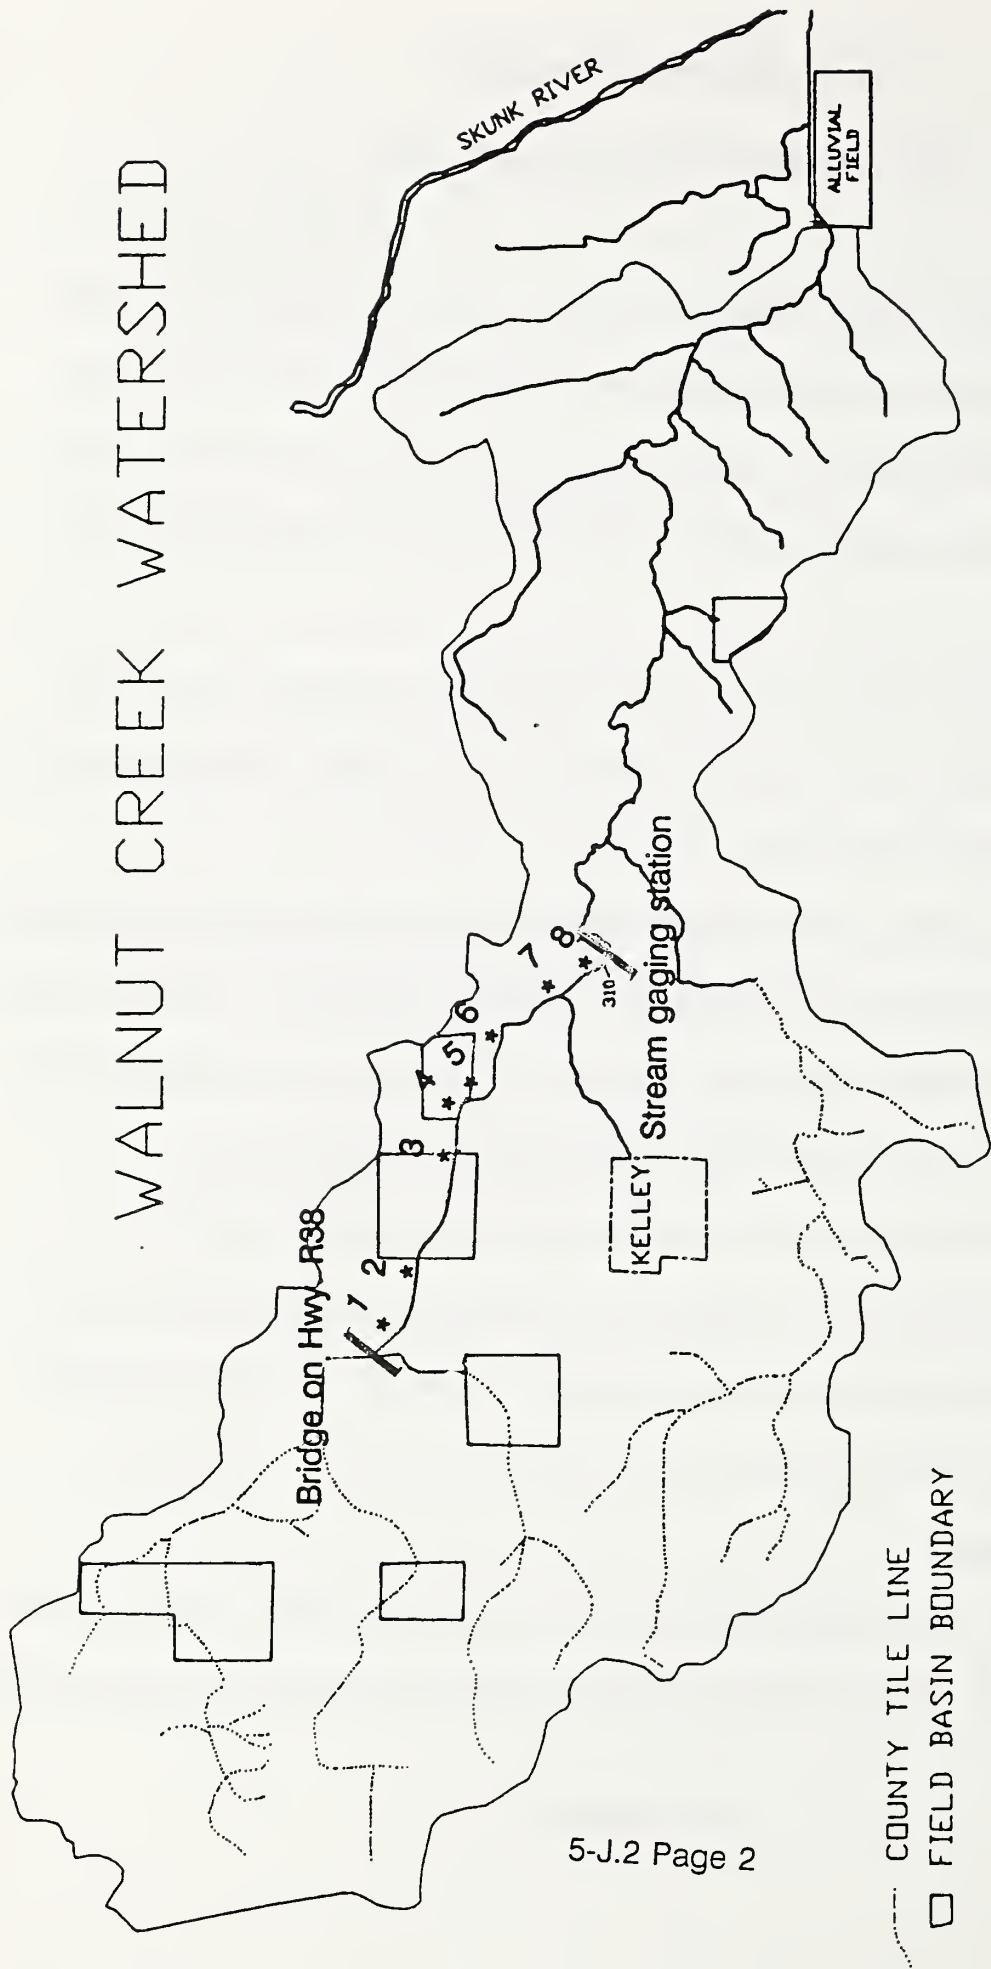 WALNUT CREEK WATERSHED
SKUNK RIVER
ALLUVIAL
FIELD
Bridge on Hwy R38
1
2
3
4
5
6
7
8
310
Stream gaging station
KELLEY
COUNTY TILE LINE
FIELD BASIN BOUNDARY
5-J.2 Page 2